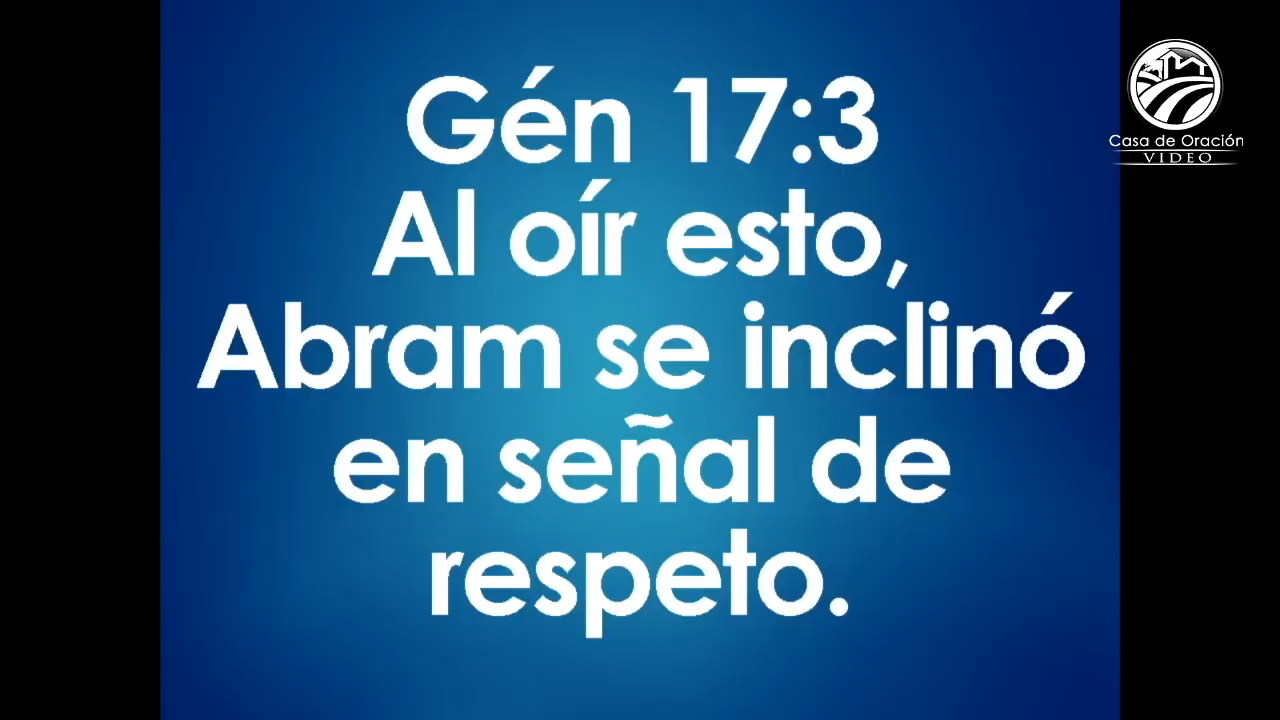 Gén 17:3
Al oír esto,
Abram se inclinó
en señal de
respeto.
Casa de Oración
VIDEO